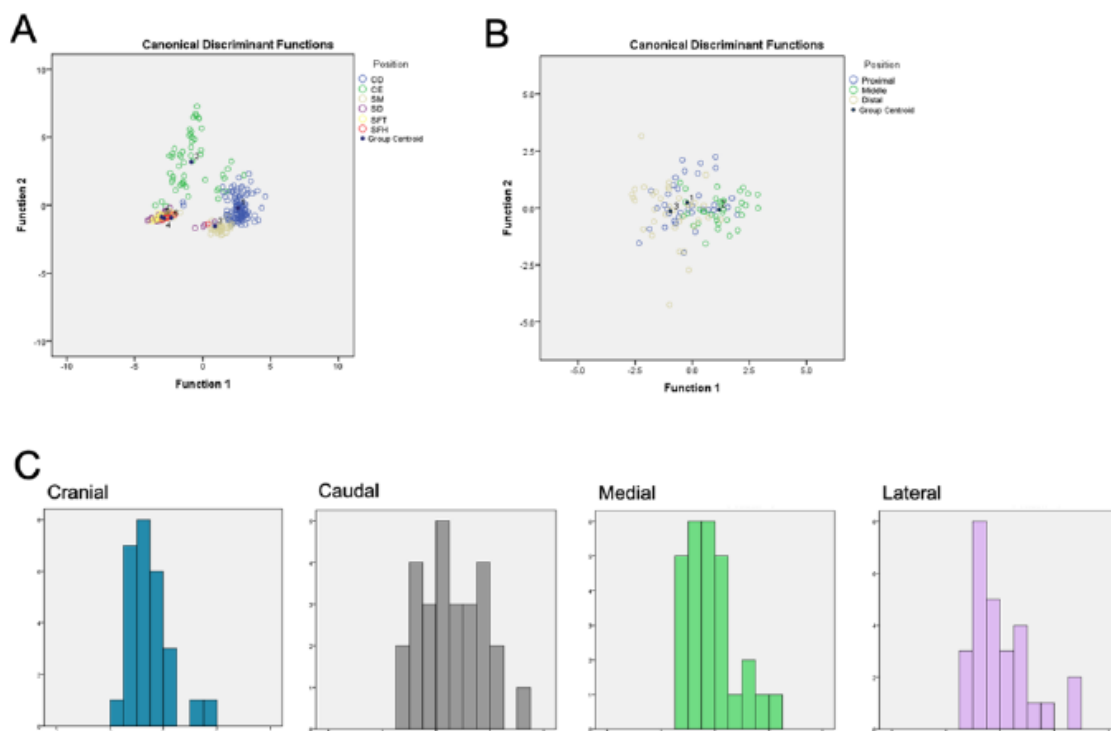 A
Canonical Discriminant Functions
Position
CD
CE
SM
SD
SFT
SFH
Group Centroid
Function 2
10
5
0
-5
-10
-10
-5
0
5
10
Function 1
B
Canonical Discriminant Functions
Position
Proximal
Middle
Distal
Group Centroid
Function 2
5.0
2.5
0.0
-2.5
-5.0
-5.0
-2.5
0.0
2.5
5.0
Function 1
C
Cranial
Caudal
Medial
Lateral